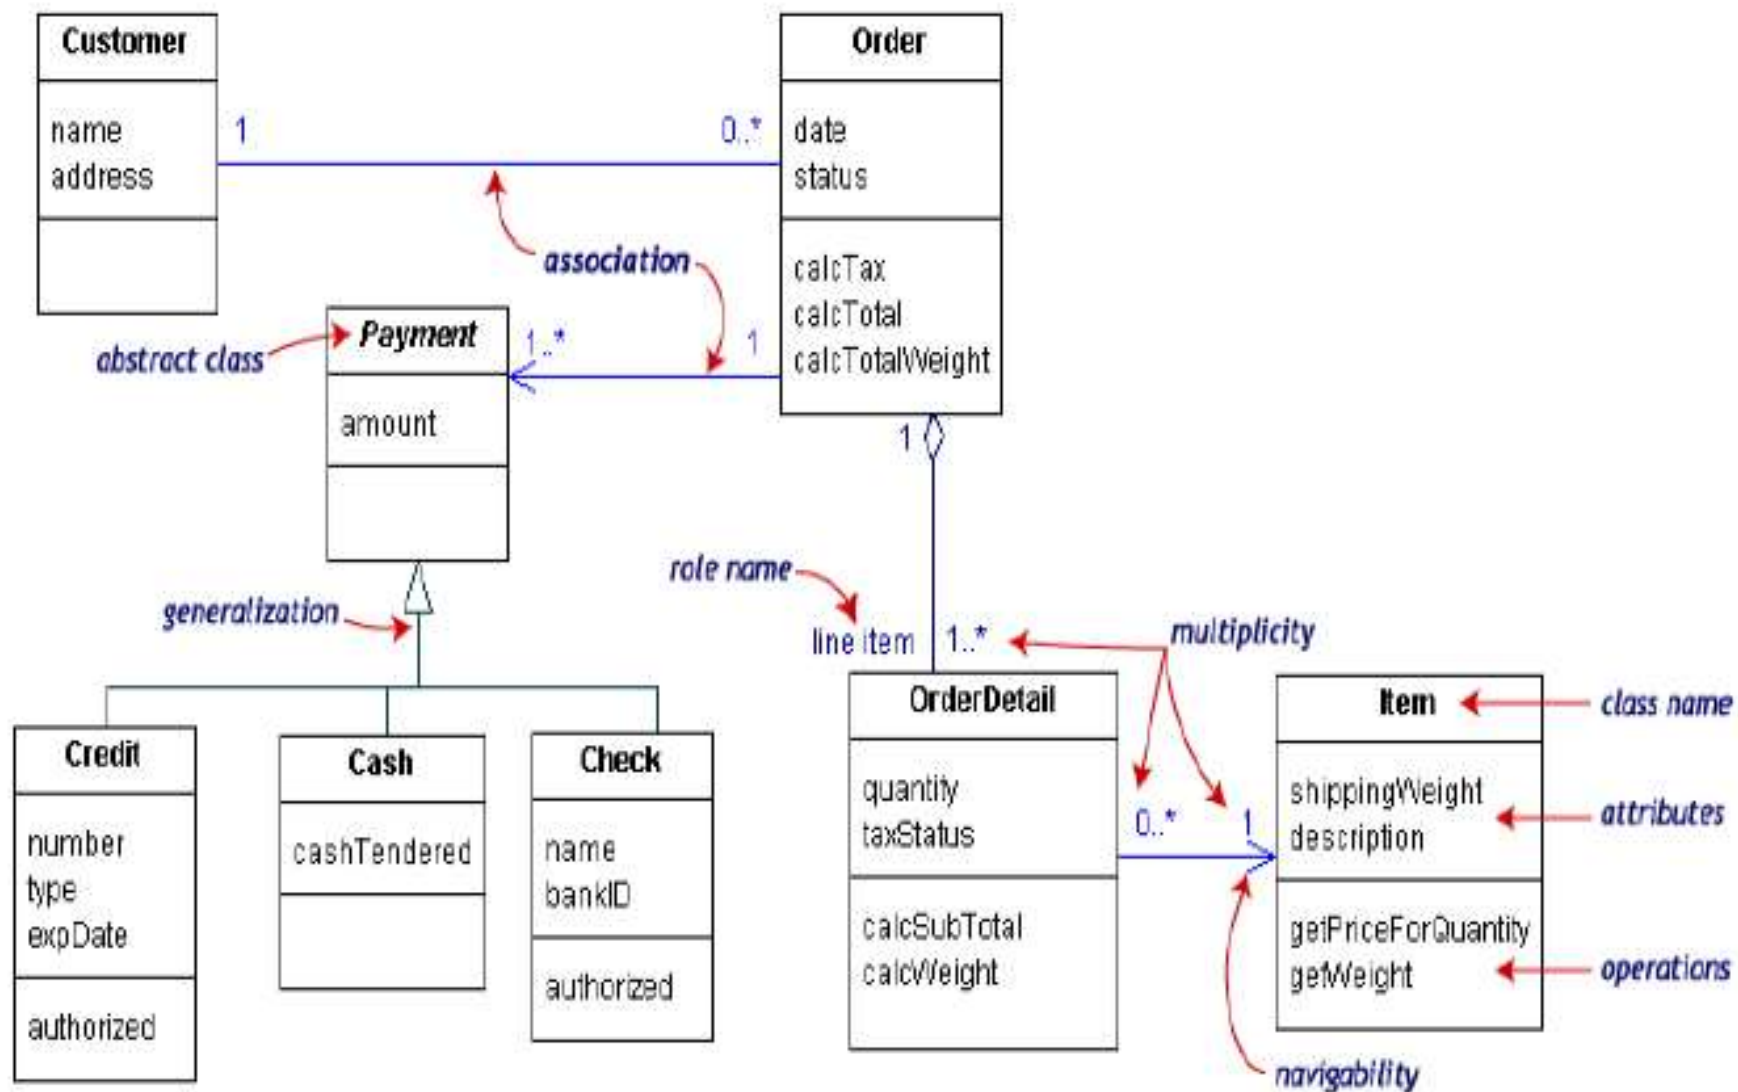 Customer
name
address
1
0..*
Order
date
status
calcTax
calcTotal
calcTotalWeight
association
abstract class
Payment
amount
1..*
1
1
generalization
role name
line item
1..*
multiplicity
Credit
number
type
expDate
authorized
Cash
cashTendered
Check
name
bankID
authorized
OrderDetail
quantity
taxStatus
calcSubTotal
calcWeight
0..*
1
Item
shippingWeight
description
getPriceForQuantity
getWeight
class name
attributes
operations
navigability